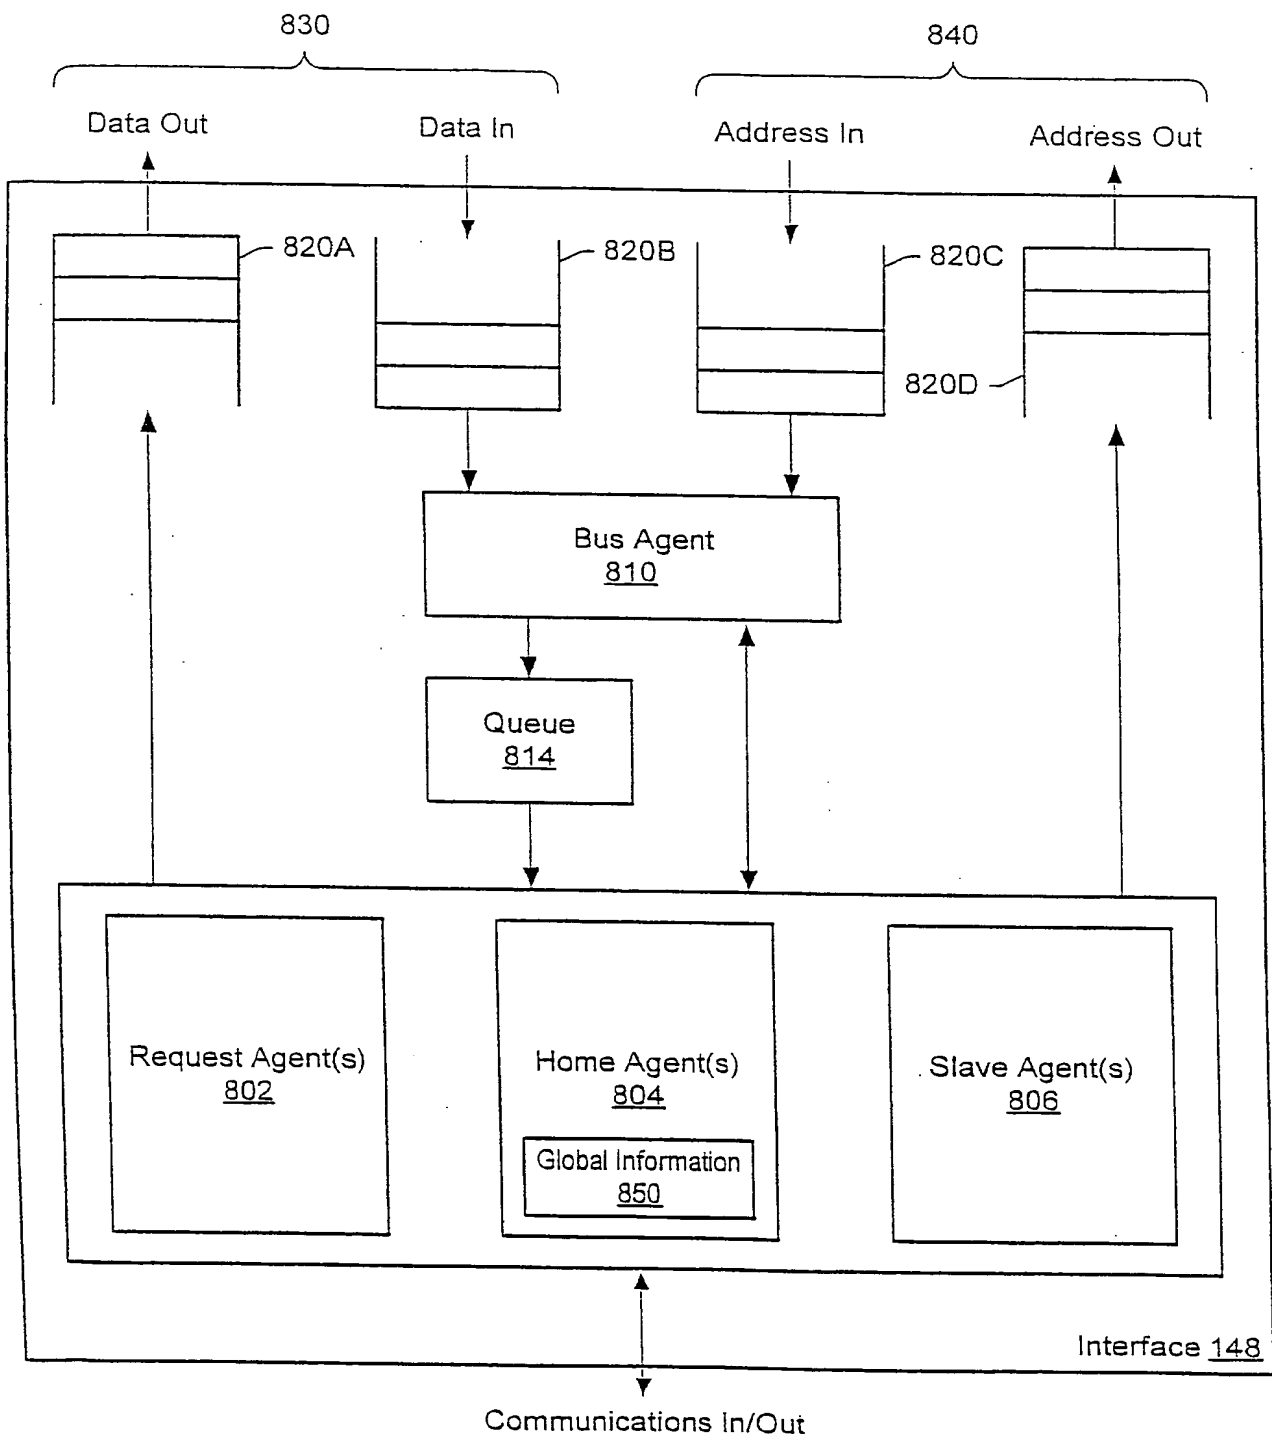 830
840
Data Out
Data In
Address In
Address Out
820A
820B
820C
820D
Bus Agent
810
Queue
814
Request Agent(s)
802
Home Agent(s)
804
Slave Agent(s)
806
Global Information
850
Interface 148
Communications In/Out